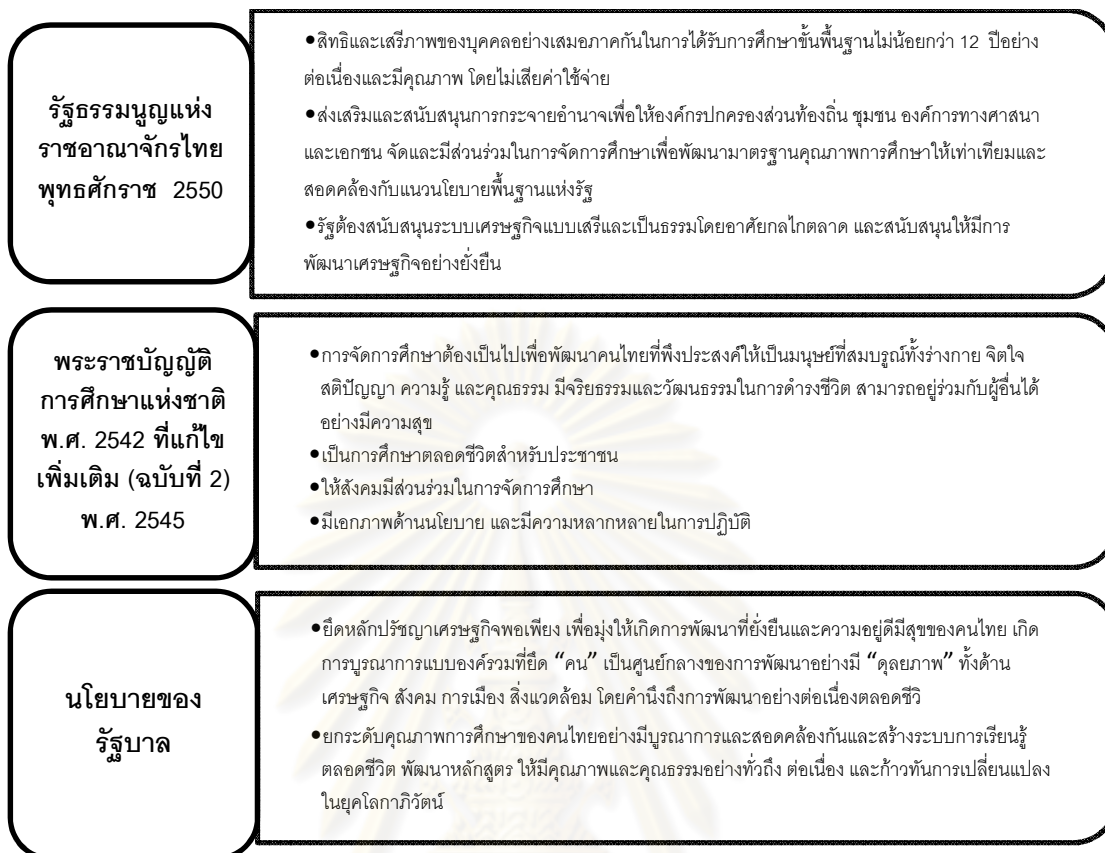 รัฐธรรมนูญแห่ง
ราชอาณาจักรไทย
พุทธศักราช 2550
•สิทธิและเสรีภาพของบุคคลอย่างเสมอภาคกันในการได้รับการศึกษาขั้นพื้นฐานไม่น้อยกว่า 12 ปีอย่าง
ต่อเนื่องและมีคุณภาพ โดยไม่เสียค่าใช้จ่าย
•ส่งเสริมและสนับสนุนการกระจายอำนาจเพื่อให้องค์กรปกครองส่วนท้องถิ่น ชุมชน องค์การทางศาสนา
และเอกชน จัดและมีส่วนร่วมในการจัดการศึกษาเพื่อพัฒนามาตรฐานคุณภาพการศึกษาให้เท่าเทียมและ
สอดคล้องกับแนวนโยบายพื้นฐานแห่งรัฐ
•รัฐต้องสนับสนุนระบบเศรษฐกิจแบบเสรีและเป็นธรรมโดยอาศัยกลไกตลาด และสนับสนุนให้มีการ
พัฒนาเศรษฐกิจอย่างยั่งยืน
พระราชบัญญัติ
การศึกษาแห่งชาติ
พ.ศ. 2542 ที่แก้ไข
เพิ่มเติม (ฉบับที่ 2)
พ.ศ. 2545
•การจัดการศึกษาต้องเป็นไปเพื่อพัฒนาคนไทยที่พึงประสงค์ให้เป็นมนุษย์ที่สมบรูณ์ทั้งร่างกาย จิตใจ
สติปัญญา ความรู้ และคุณธรรม มีจริยธรรมและวัฒนธรรมในการดำรงชีวิต สามารถอยู่ร่วมกับผู้อื่นได้
อย่างมีความสุข
•เป็นการศึกษาตลอดชีวิตสำหรับประชาชน
•ให้สังคมมีส่วนร่วมในการจัดการศึกษา
•มีเอกภาพด้านนโยบาย และมีความหลากหลายในการปฏิบัติ
นโยบายของ
รัฐบาล
•ยึดหลักปรัชญาเศรษฐกิจพอเพียง เพื่อมุ่งให้เกิดการพัฒนาที่ยั่งยืนและความอยู่ดีมีสุขของคนไทย เกิด
การบูรณาการแบบองค์รวมที่ยึด “คน” เป็นศูนย์กลางของการพัฒนาอย่างมี “ดุลยภาพ” ทั้งด้าน
เศรษฐกิจ สังคม การเมือง สิ่งแวดล้อม โดยคำนึงถึงการพัฒนาอย่างต่อเนื่องตลอดชีวิ
•ยกระดับคุณภาพการศึกษาของคนไทยอย่างมีบูรณาการและสอดคล้องกันและสร้างระบบการเรียนรู้
ตลอดชีวิต พัฒนาหลักสูตร ให้มีคุณภาพและคุณธรรมอย่างทั่วถึง ต่อเนื่อง และก้าวทันการเปลี่ยนแปลง
ในยุคโลกาภิวัตน์